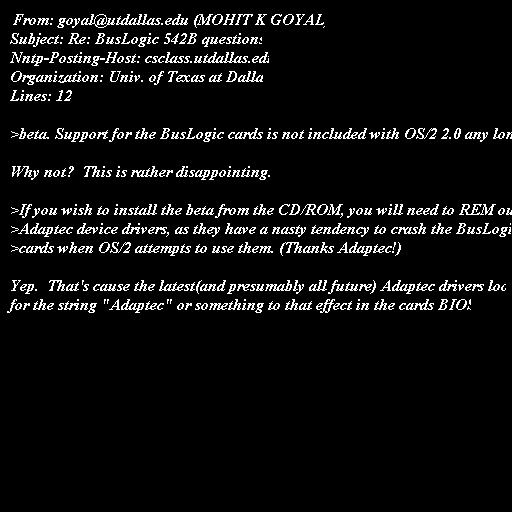 From: goyal@utdallas.edu (MOHIT K GOYAL)
Subject: Re: BusLogic 542B questions
Nntp-Posting-Host: csclass.utdallas.edu
Organization: Univ. of Texas at Dallas
Lines: 12

>beta. Support for the BusLogic cards is not included with OS/2 2.0 any lon

Why not?  This is rather disappointing.

>If you wish to install the beta from the CD/ROM, you will need to REM ou
>Adaptec device drivers, as they have a nasty tendency to crash the BusLogi
>cards when OS/2 attempts to use them. (Thanks Adaptec!)

Yep.  That's cause the latest(and presumably all future) Adaptec drivers loo
for the string "Adaptec" or something to that effect in the cards BIOS